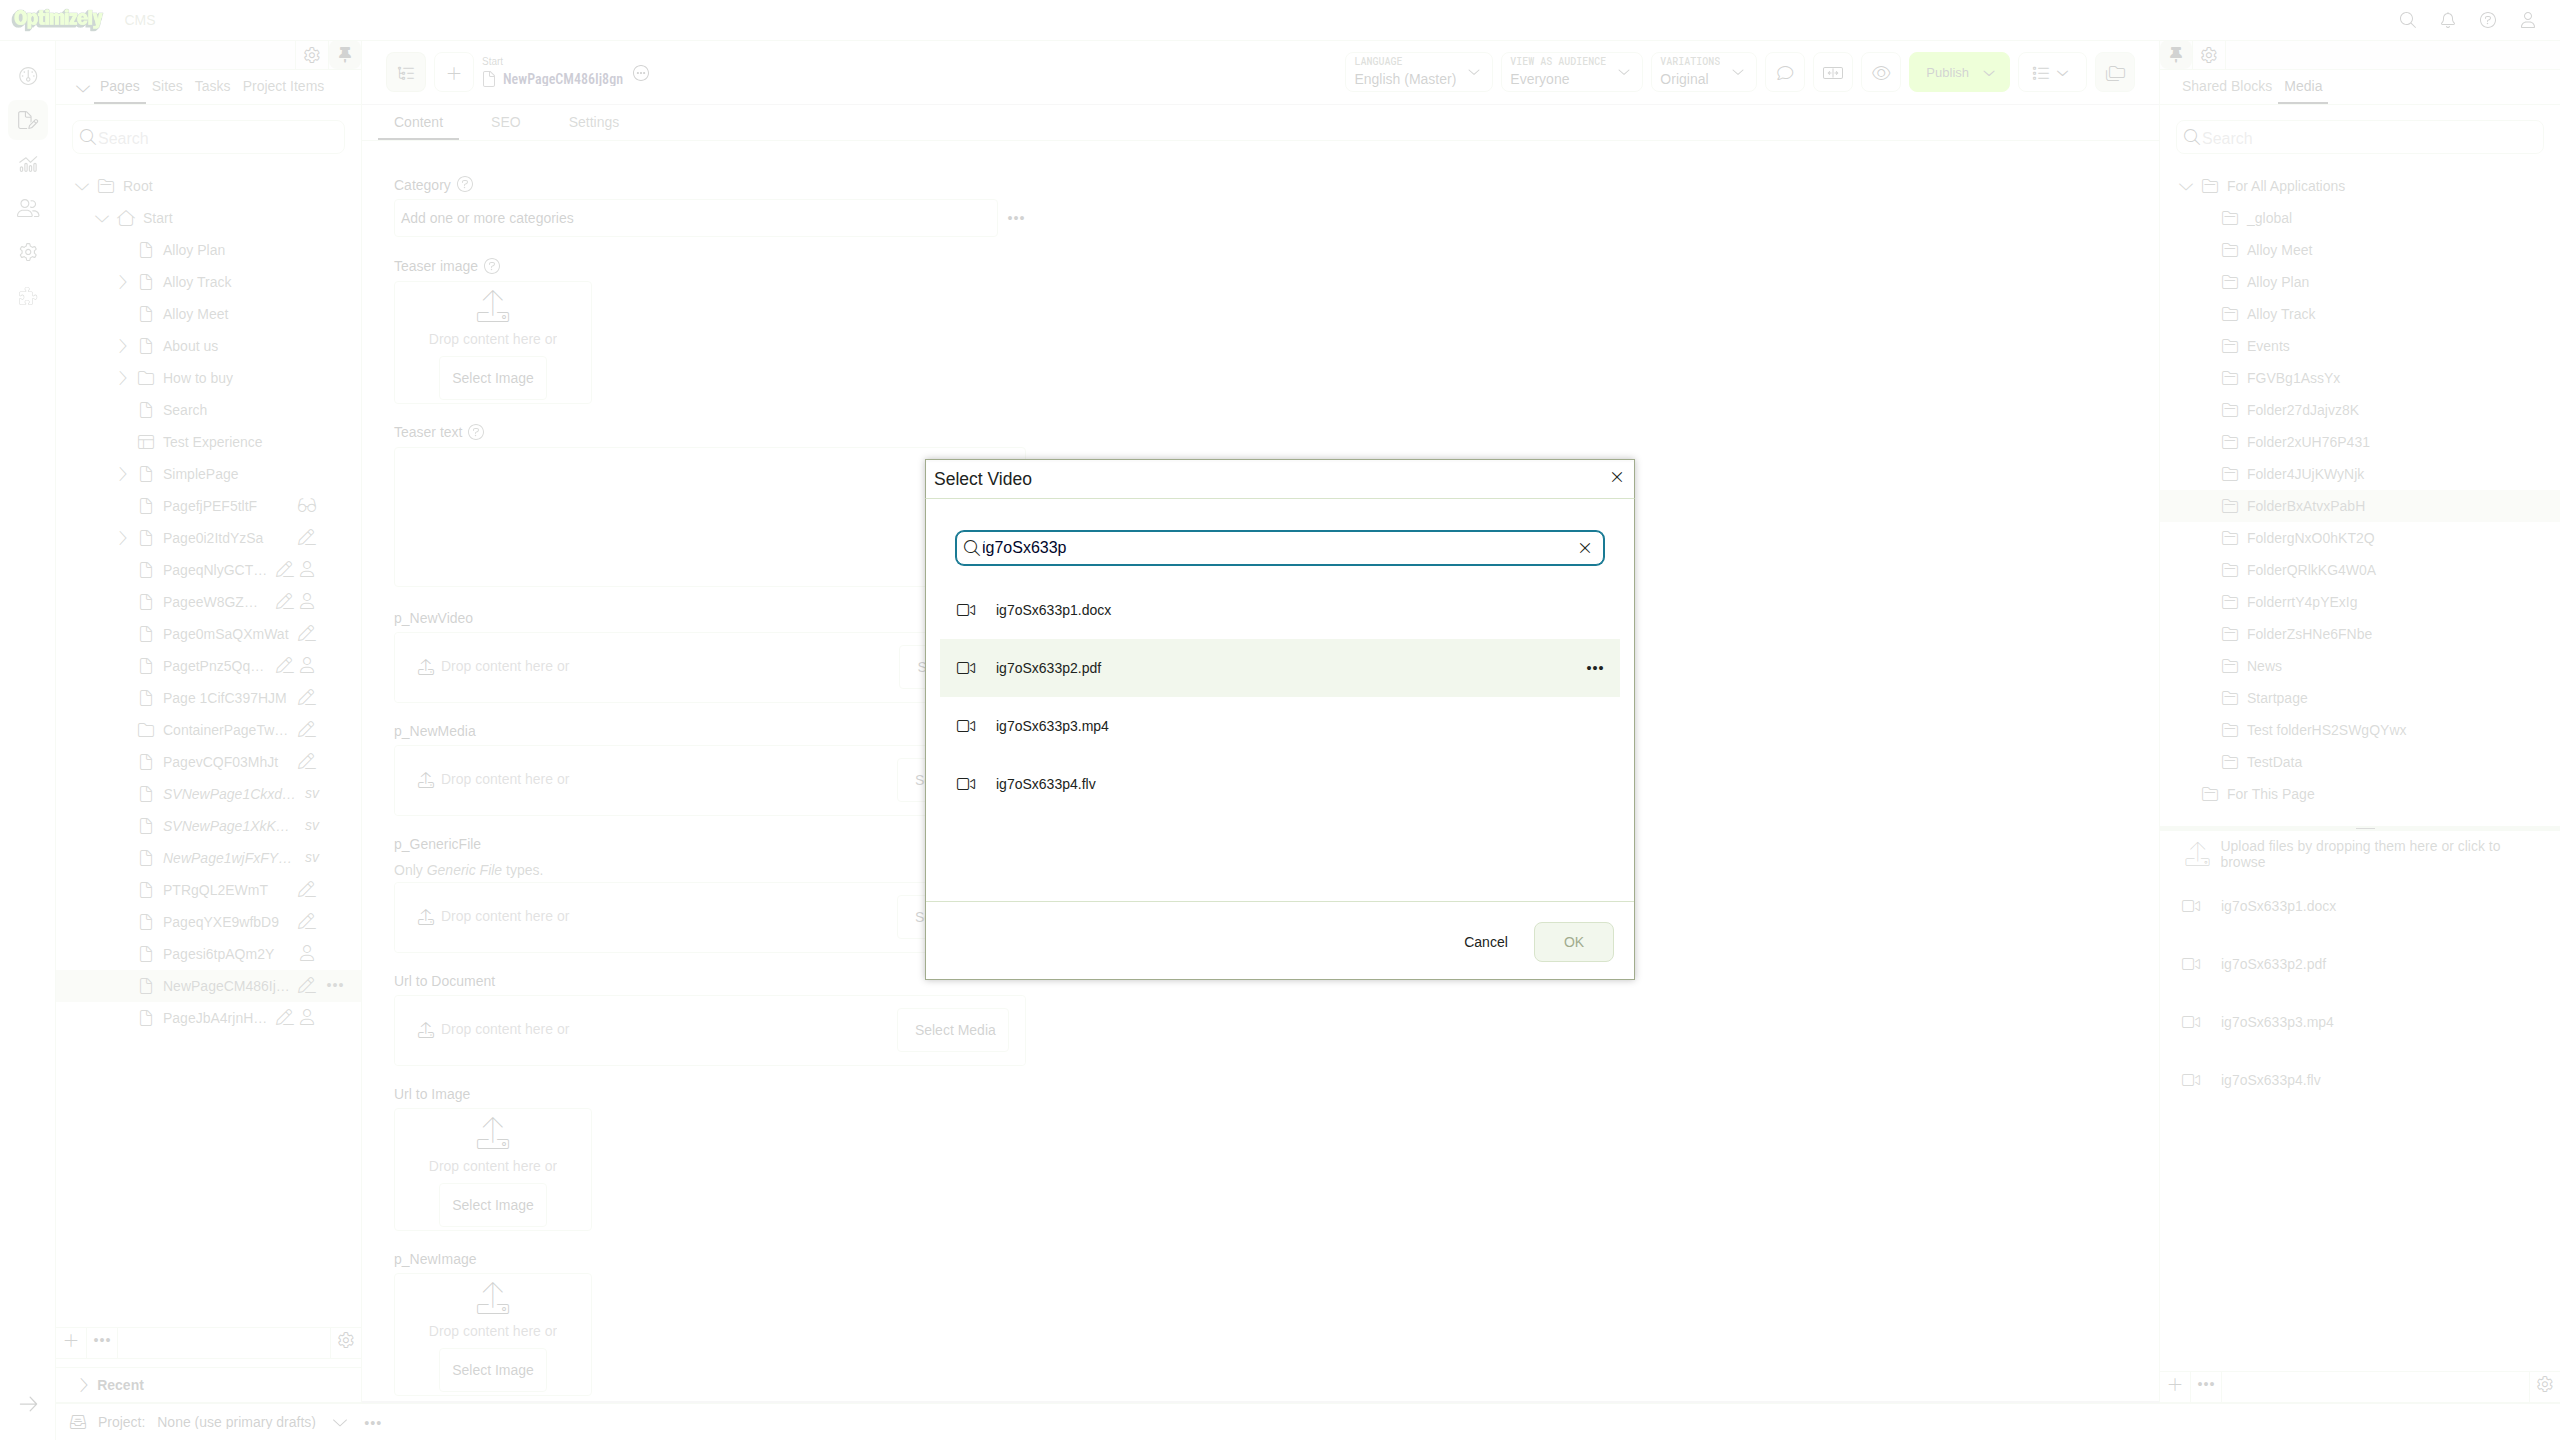 Optimizely
CMS
Pages
Sites
Tasks
Project Items
Search
Root
Start
Alloy Plan
Alloy Track
Alloy Meet
About us
How to buy
Search
Test Experience
SimplePage
PagefjPEF5tltF
Page0i2ItdYzSa
PageqNlyGCT...
PageeW8GZ...
Page0mSaQXmWat
PagetPnz5Qq...
Page 1CifC397HJM
ContainerPageTw...
PagevCQF03MhJt
SVNewPage1Ckxd... sv
SVNewPage1XkK... sv
NewPage1wjFxFY... sv
PTRgQL2EWmT
PageqYXE9wfbD9
Pagesi6tpAQm2Y
NewPageCM486Ij...
PageJbA4rjnH...
Recent
Project: None (use primary drafts)
Start
NewPageCM486Ij8gn
LANGUAGE
English (Master)
VIEW AS AUDIENCE
Everyone
VARIATIONS
Original
Publish
Content
SEO
Settings
Category
Add one or more categories
Teaser image
Drop content here or
Select Image
Teaser text
p_NewVideo
Drop content here or
S
p_NewMedia
Drop content here or
S
p_GenericFile
Only Generic File types.
Drop content here or
S
Url to Document
Drop content here or
Select Media
Url to Image
Drop content here or
Select Image
p_NewImage
Drop content here or
Select Image
Select Video
ig7oSx633p
ig7oSx633p1.docx
ig7oSx633p2.pdf
ig7oSx633p3.mp4
ig7oSx633p4.flv
Cancel
OK
Shared Blocks
Media
Search
For All Applications
_global
Alloy Meet
Alloy Plan
Alloy Track
Events
FGVBg1AssYx
Folder27dJajvz8K
Folder2xUH76P431
Folder4JUjKWyNjk
FolderBxAtvxPabH
FoldergNxO0hKT2Q
FolderQRlkKG4W0A
FolderrtY4pYExIg
FolderZsHNe6FNbe
News
Startpage
Test folderHS2SWgQYwx
TestData
For This Page
Upload files by dropping them here or click to
browse
ig7oSx633p1.docx
ig7oSx633p2.pdf
ig7oSx633p3.mp4
ig7oSx633p4.flv